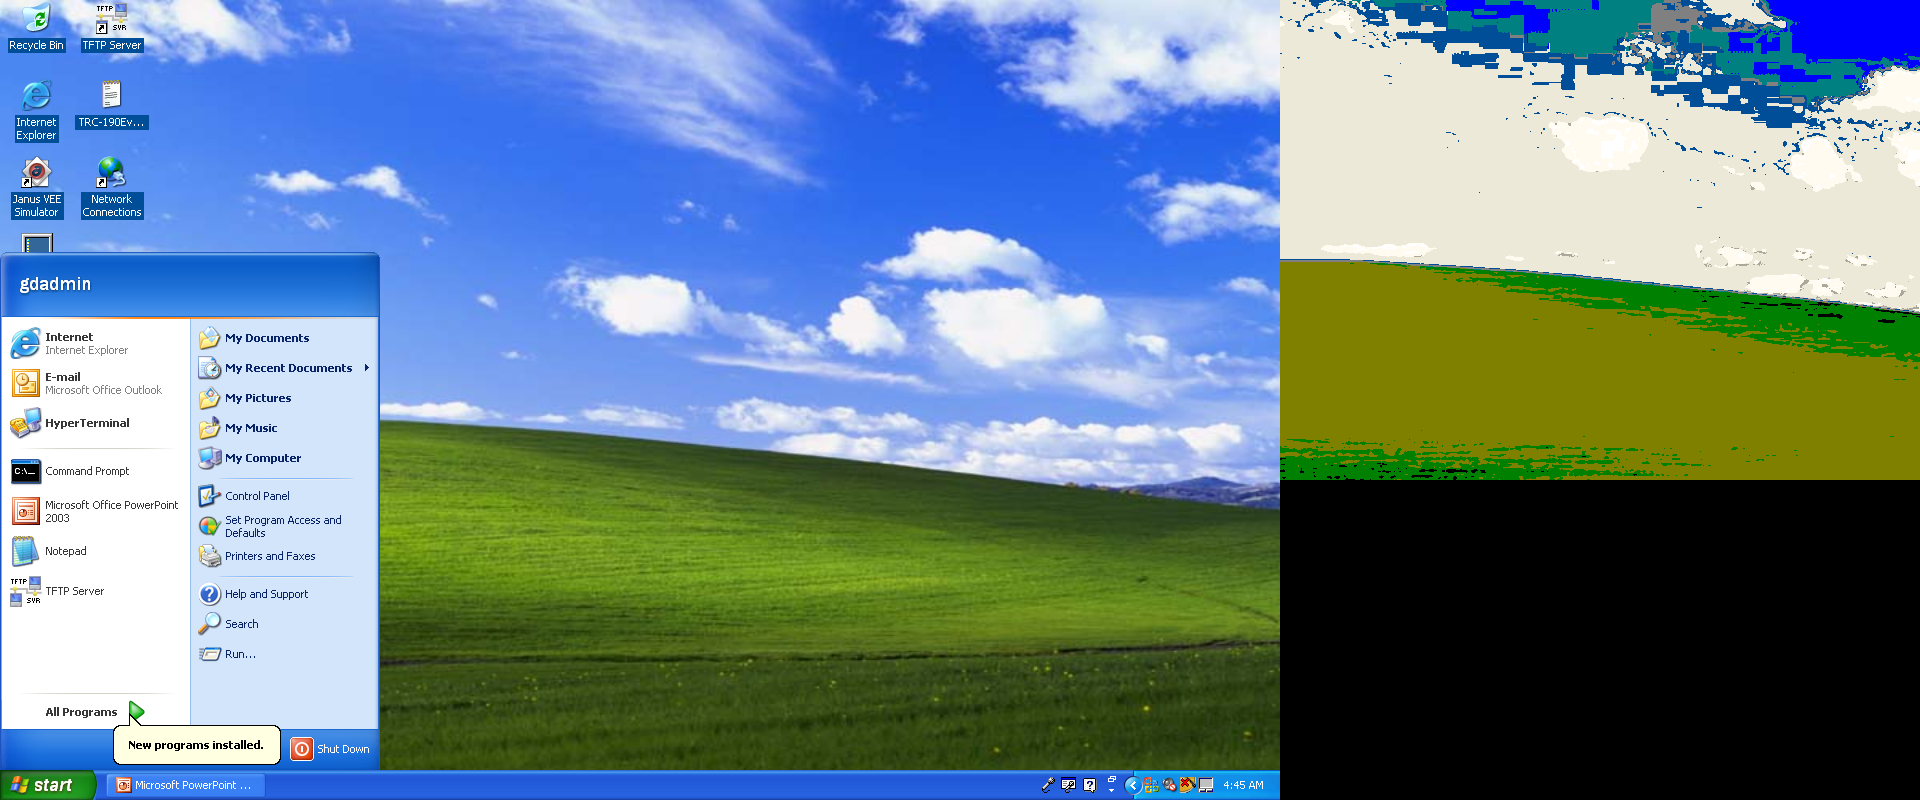 Recycle Bin
TFTP
SVR
TFTP Server
Internet
Explorer
TRC-190Ev...
Janus VEE
Simulator
Network
Connections
gdadmin
Internet
Internet Explorer
E-mail
Microsoft Office Outlook
HyperTerminal
C:\_
Command Prompt
Microsoft Office PowerPoint
2003
Notepad
TFTP
SVR
TFTP Server
All Programs
My Documents
My Recent Documents
My Pictures
My Music
My Computer
Control Panel
Set Program Access and
Defaults
Printers and Faxes
Help and Support
Search
Run...
New programs installed.
Shut Down
start
Microsoft PowerPoint ...
4:45 AM